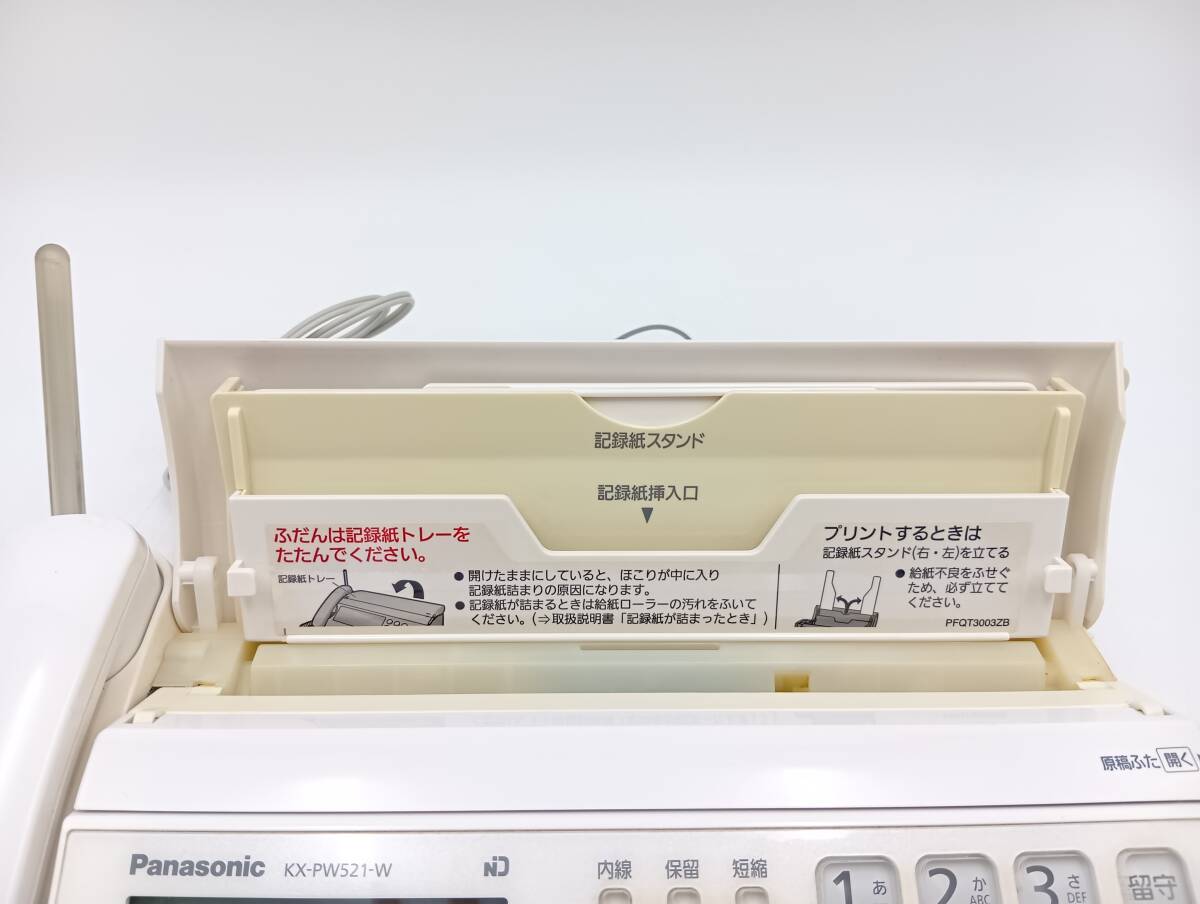 記録紙スタンド
記録紙挿入口
ふだんは記録紙トレーを
たたんでください。
記録紙トレー
● 開けたままにしていると、ほこりが中に入り
記録紙詰まりの原因になります。
● 記録紙が詰まるときは給紙ローラーの汚れをふいて
ください。(⇒取扱説明書「記録紙が詰まったとき」)
プリントするときは
記録紙スタンド(右・左)を立てる
● 給紙不良をふせぐ
ため、必ず立てて
ください。
PFQT3003ZB
原稿ふた 開く
Panasonic KX-PW521-W
内線 保留 短縮
1 あ 2 か ABC 3 さ DEF 留守